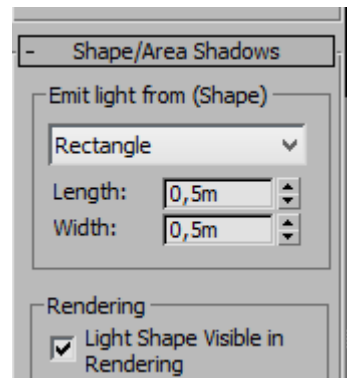 - Shape/Area Shadows
Emit light from (Shape)
Rectangle
Length: 0,5m
Width: 0,5m
Rendering
Light Shape Visible in
Rendering